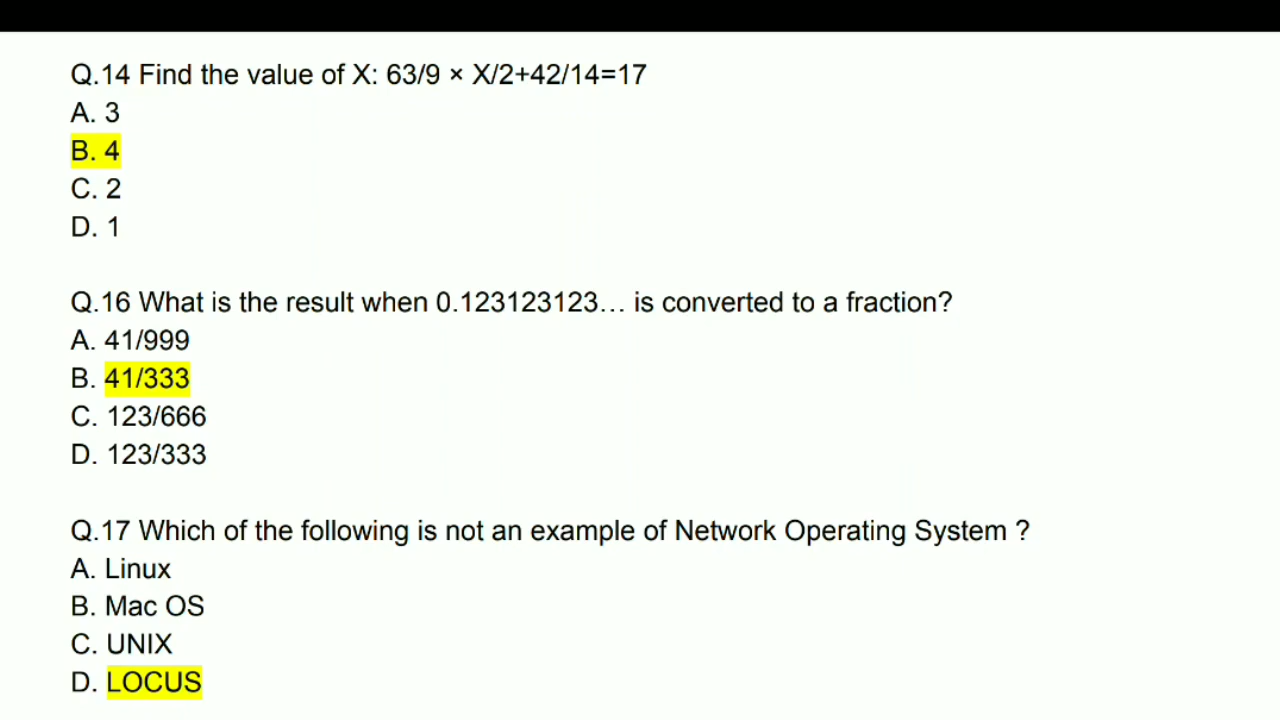 Q.14 Find the value of X: 63/9 × X/2+42/14=17
A. 3
B. 4
C. 2
D. 1
Q.16 What is the result when 0.123123123... is converted to a fraction?
A. 41/999
B. 41/333
C. 123/666
D. 123/333
Q.17 Which of the following is not an example of Network Operating System ?
A. Linux
B. Mac OS
C. UNIX
D. LOCUS